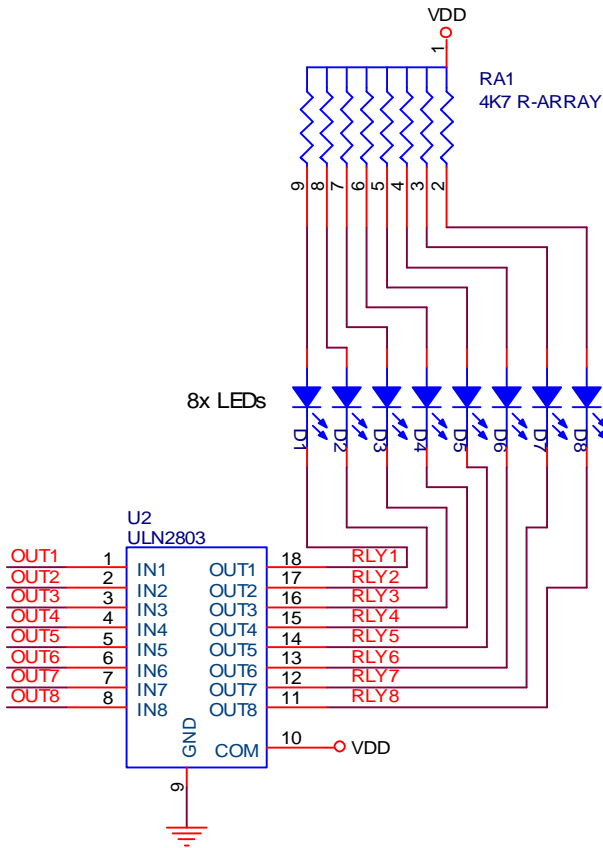 VDD
1
RA1
4K7 R-ARRAY
9 8 7 6 5 4 3 2
8x LEDs
D1 D2 D3 D4 D5 D6 D7 D8
U2
ULN2803
OUT1 1 IN1 OUT1 18 RLY1
OUT2 2 IN2 OUT2 17 RLY2
OUT3 3 IN3 OUT3 16 RLY3
OUT4 4 IN4 OUT4 15 RLY4
OUT5 5 IN5 OUT5 14 RLY5
OUT6 6 IN6 OUT6 13 RLY6
OUT7 7 IN7 OUT7 12 RLY7
OUT8 8 IN8 OUT8 11 RLY8
GND COM 10 VDD
9